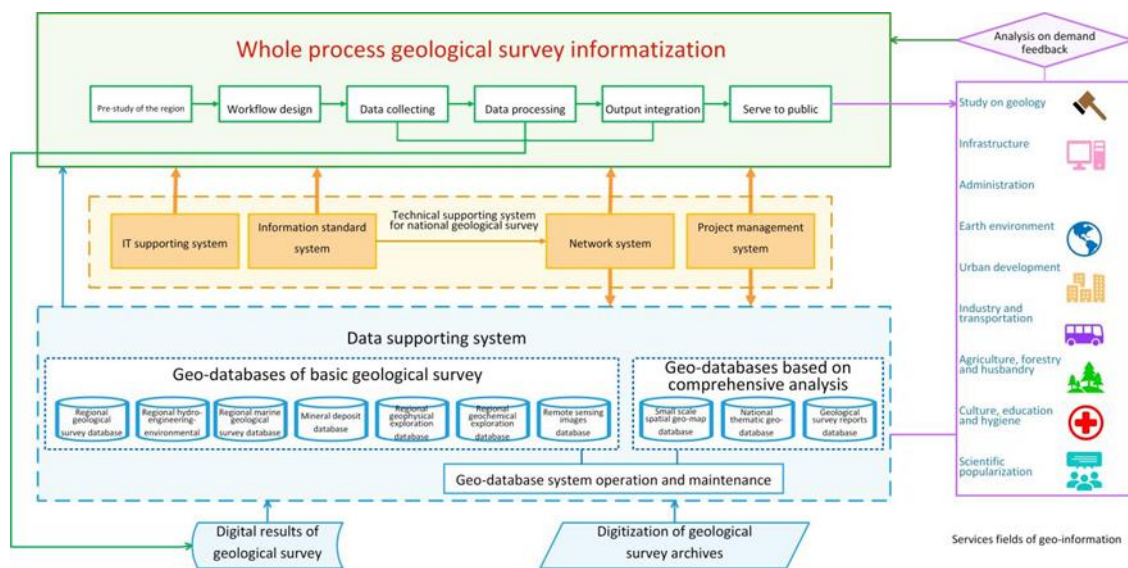 Whole process geological survey informatization
Analysis on demand
feedback
Pre-study of the region
Workflow design
Data collecting
Data processing
Output integration
Serve to public
Study on geology
Infrastructure
Administration
Earth environment
Urban development
Industry and
transportation
Agriculture, forestry
and husbandry
Culture, education
and hygiene
Scientific
popularization
IT supporting system
Information standard
system
Technical supporting system
for national geological survey
Network system
Project management
system
Data supporting system
Geo-databases of basic geological survey
Regional
geological
survey database
Regional hydro-
engineering-
environmental
Regional marine
geological
survey database
Mineral deposit
database
Regional
geophysical
exploration
database
Regional
geochemical
exploration
database
Remote sensing
images
database
Geo-databases based on
comprehensive analysis
Small scale
spatial geo-map
database
National
thematic geo-
database
Geological
survey reports
database
Geo-database system operation and maintenance
Digital results of
geological survey
Digitization of geological
survey archives
Services fields of geo-information